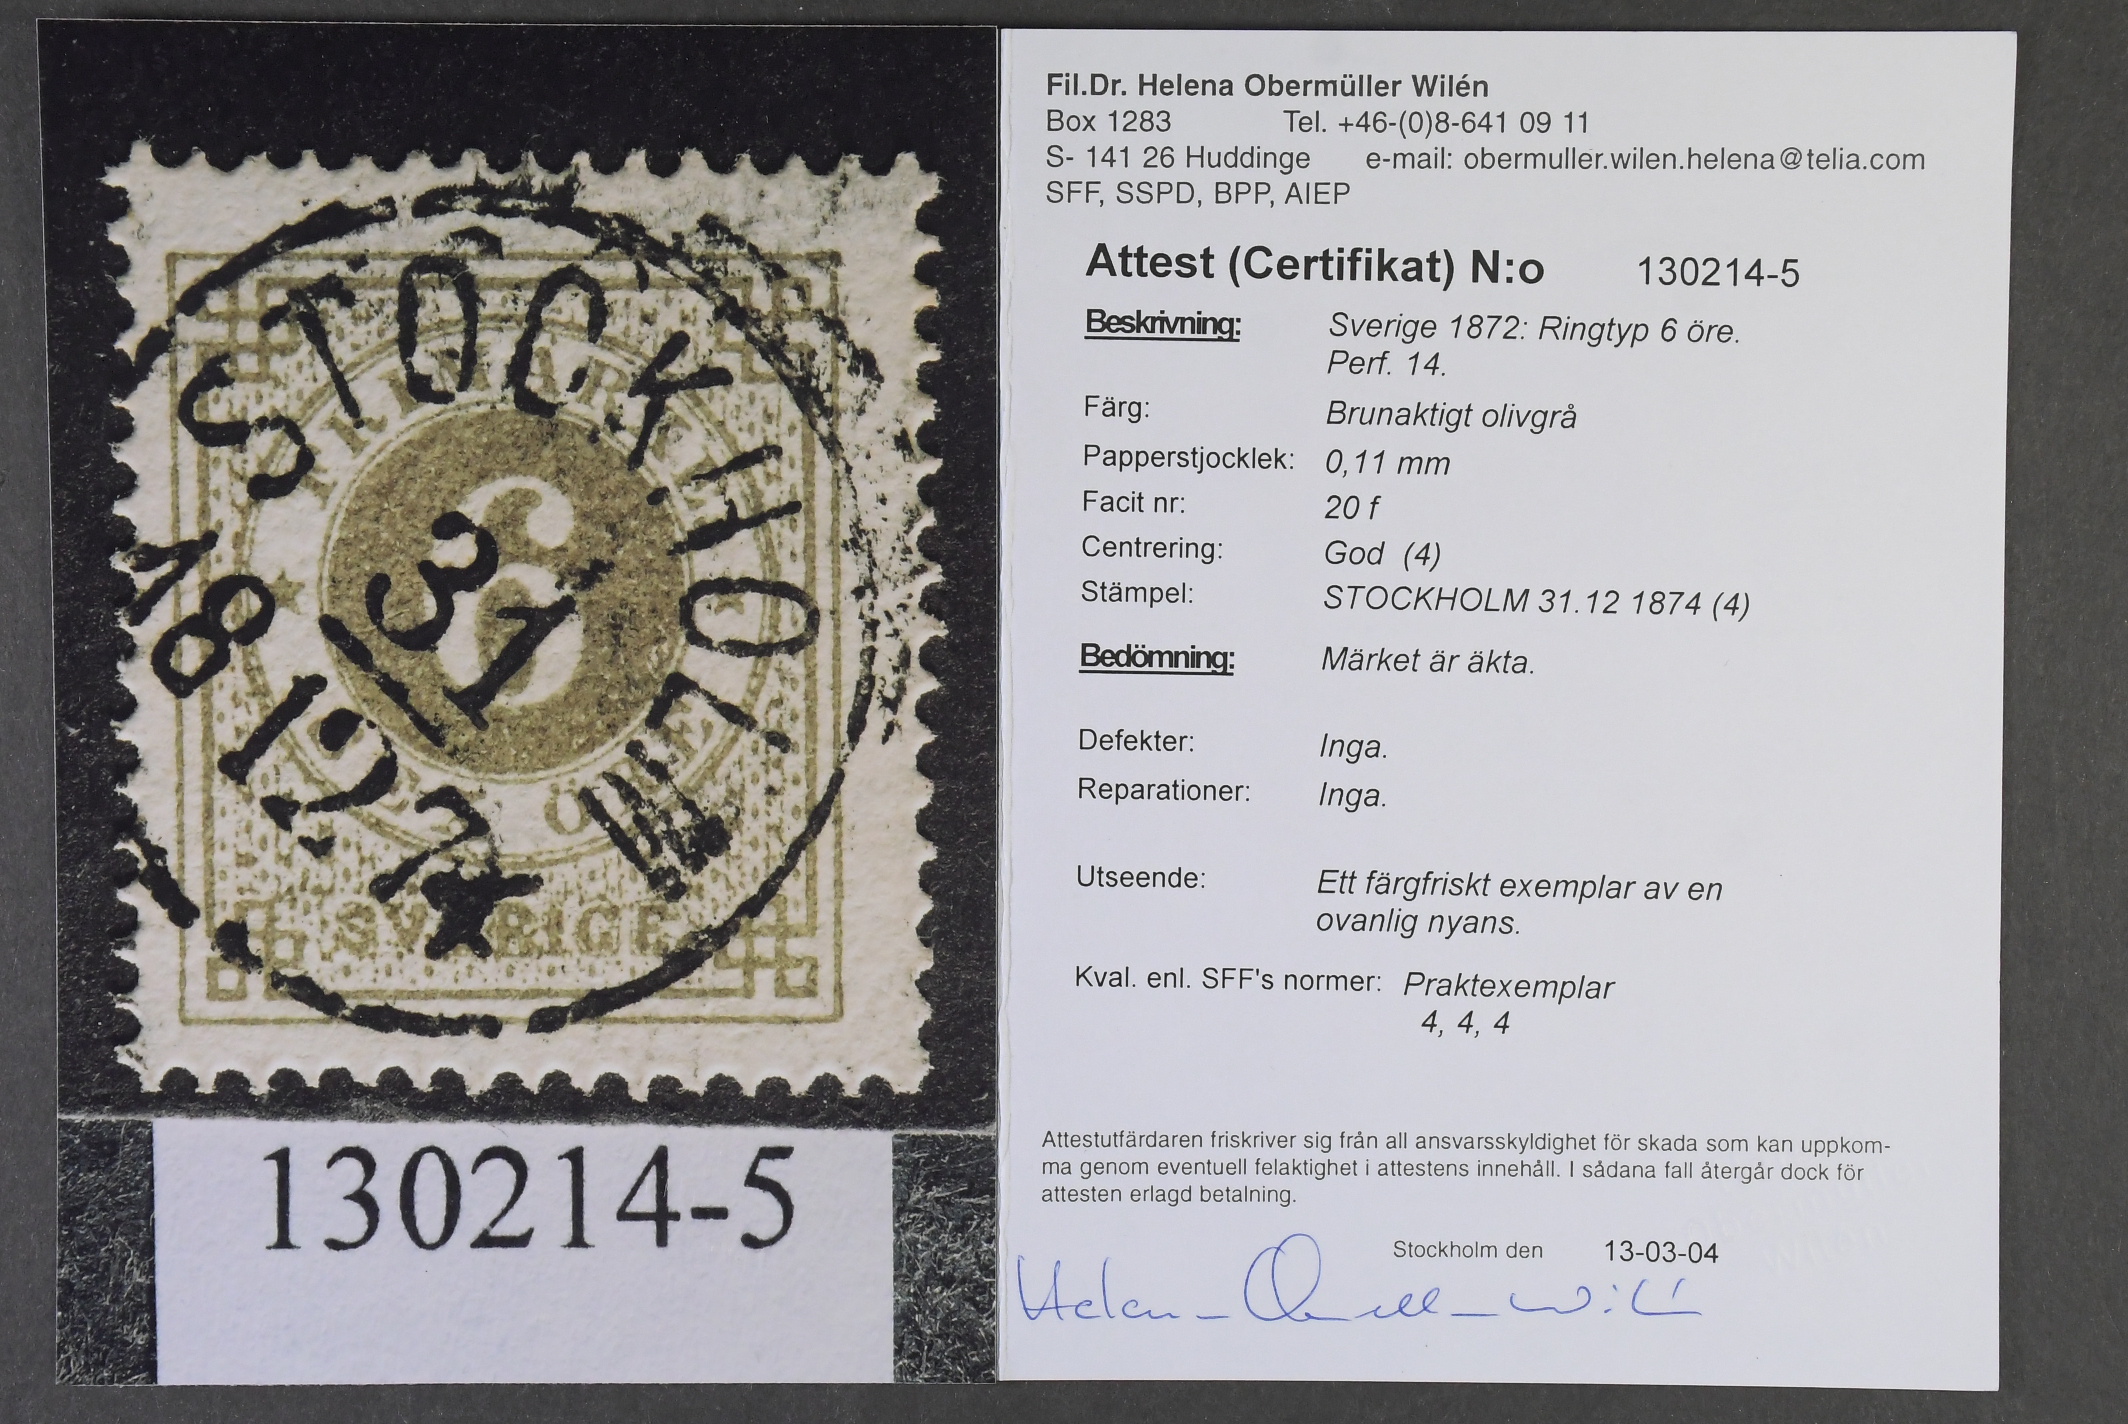 FRIMÄRKE
STOCKHOLM
31
12
18
6
SVERIGE
130214-5
Fil.Dr. Helena Obermüller Wilén
Box 1283 Tel. +46-(0)8-641 09 11
S- 141 26 Huddinge e-mail: obermuller.wilen.helena@telia.com
SFF, SSPD, BPP, AIEP
Attest (Certifikat) N:o 130214-5
Beskrivning: Sverige 1872: Ringtyp 6 öre.
Perf. 14.
Färg: Brunaktigt olivgrå
Papperstjocklek: 0,11 mm
Facit nr: 20 f
Centrering: God (4)
Stämpel: STOCKHOLM 31.12 1874 (4)
Bedömning: Märket är äkta.
Defekter: Inga.
Reparationer: Inga.
Utseende: Ett färgfriskt exemplar av en
ovanlig nyans.
Kval. enl. SFF's normer: Praktexemplar
4, 4, 4
Attestutfärdaren friskriver sig från all ansvarsskyldighet för skada som kan uppkom-
ma genom eventuell felaktighet i attestens innehåll. I sådana fall återgår dock för
attesten erlagd betalning.
Stockholm den 13-03-04